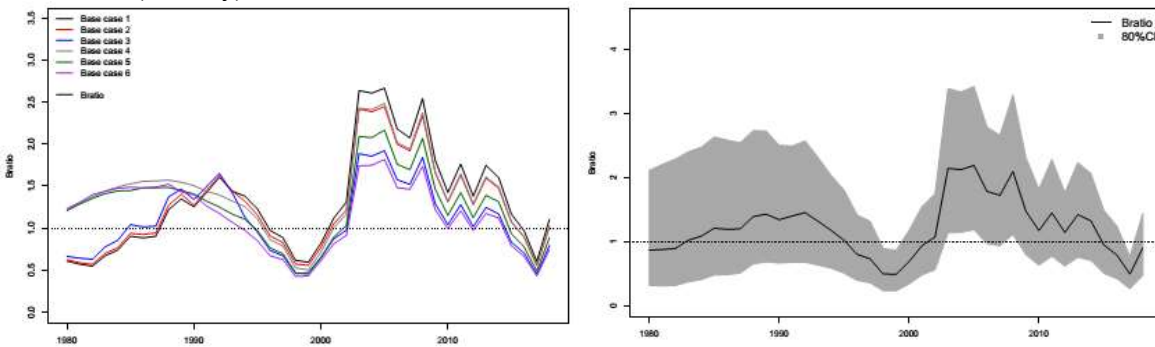 Base case 1
Base case 2
Base case 3
Base case 4
Base case 5
Base case 6
Bratio
Bratio
3.5
3.0
2.5
2.0
1.5
1.0
0.5
0.0
1980 1990 2000 2010
Bratio
80%CI
Bratio
4
3
2
1
0
1980 1990 2000 2010